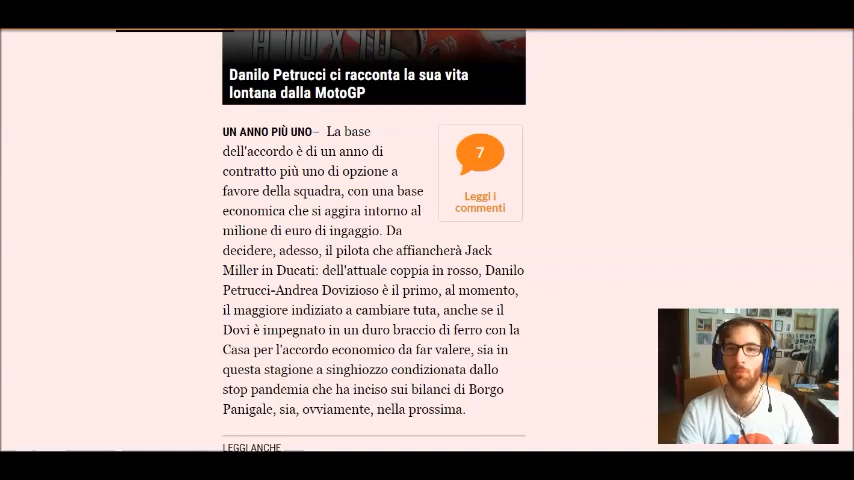 Danilo Petrucci ci racconta la sua vita
lontana dalla MotoGP
UN ANNO PIÙ UNO– La base
dell'accordo è di un anno di
contratto più uno di opzione a
favore della squadra, con una base
economica che si aggira intorno al
milione di euro di ingaggio. Da
decidere, adesso, il pilota che affiancherà Jack
Miller in Ducati: dell'attuale coppia in rosso, Danilo
Petrucci-Andrea Dovizioso è il primo, al momento,
il maggiore indiziato a cambiare tuta, anche se il
Dovi è impegnato in un duro braccio di ferro con la
Casa per l'accordo economico da far valere, sia in
questa stagione a singhiozzo condizionata dallo
stop pandemia che ha inciso sui bilanci di Borgo
Panigale, sia, ovviamente, nella prossima.
7
Leggi i
commenti
LEGGI ANCHE